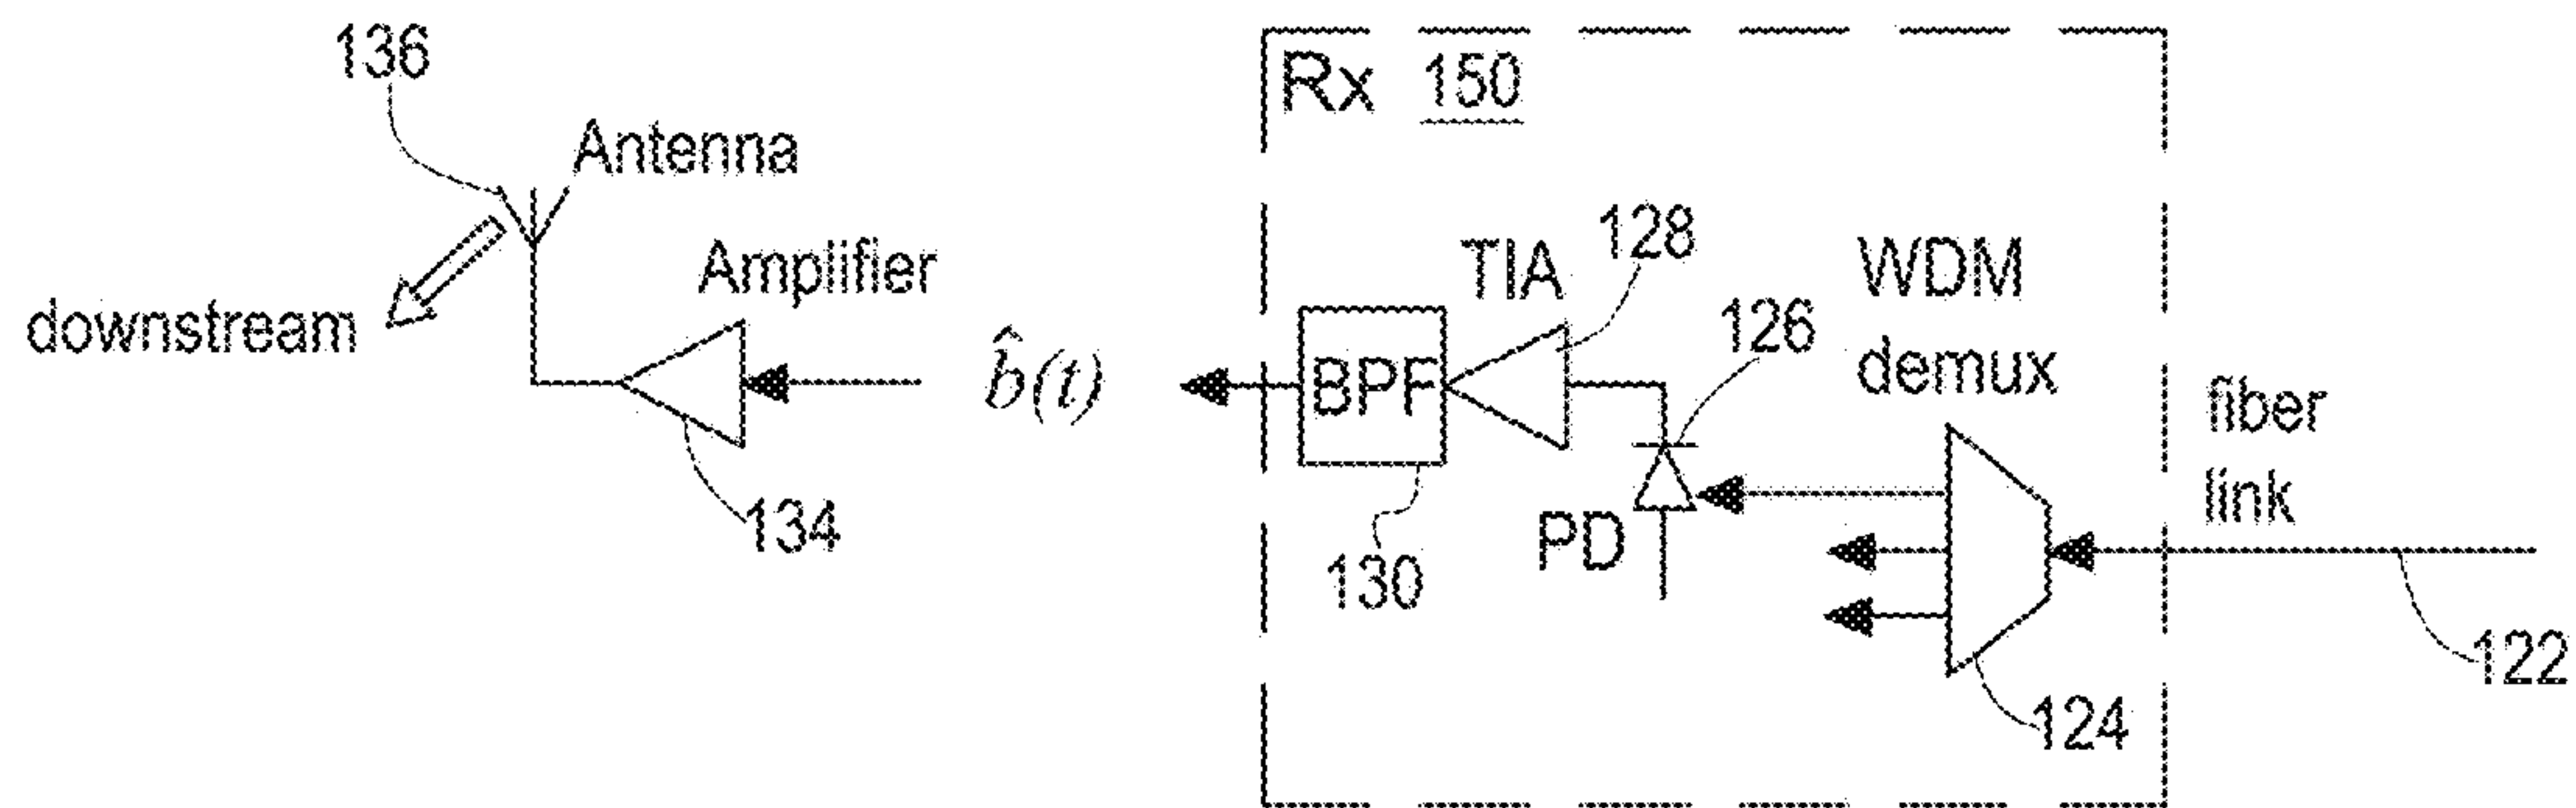 136
Antenna
Amplifier
downstream
134
b̂(t)
Rx 150
TIA
128
WDM
demux
126
BPF
PD
130
124
fiber
link
122